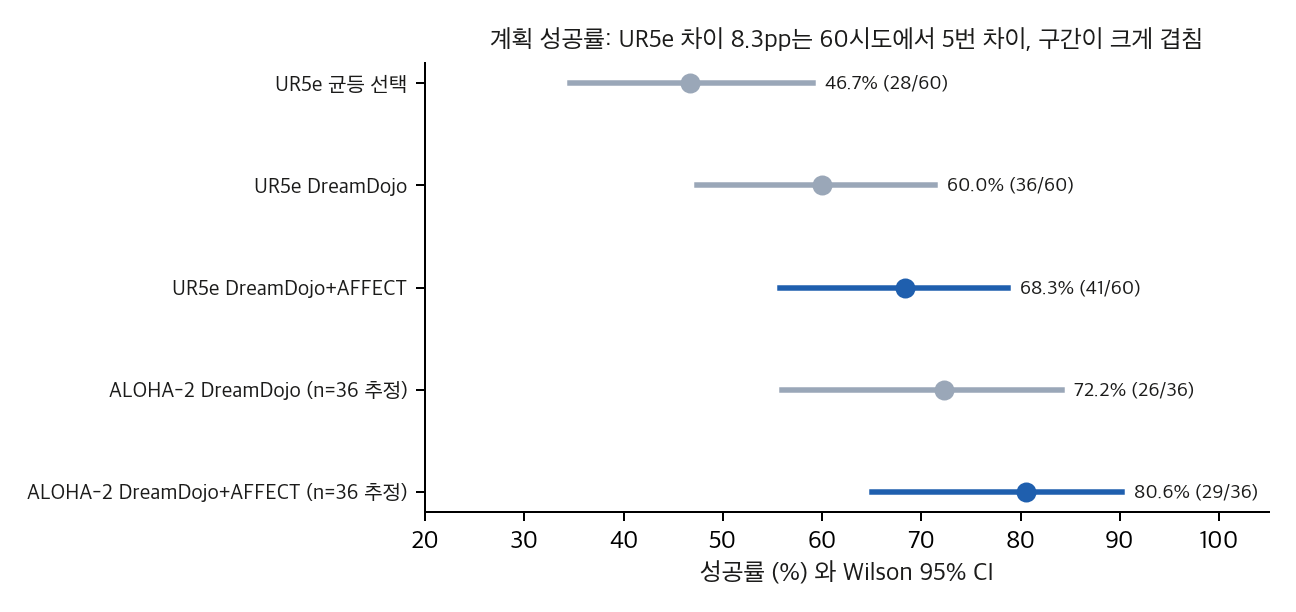 계획 성공률: UR5e 차이 8.3pp는 60시도에서 5번 차이, 구간이 크게 겹침
UR5e 균등 선택
46.7% (28/60)
UR5e DreamDojo
60.0% (36/60)
UR5e DreamDojo+AFFECT
68.3% (41/60)
ALOHA-2 DreamDojo (n=36 추정)
72.2% (26/36)
ALOHA-2 DreamDojo+AFFECT (n=36 추정)
80.6% (29/36)
20 30 40 50 60 70 80 90 100
성공률 (%) 와 Wilson 95% CI